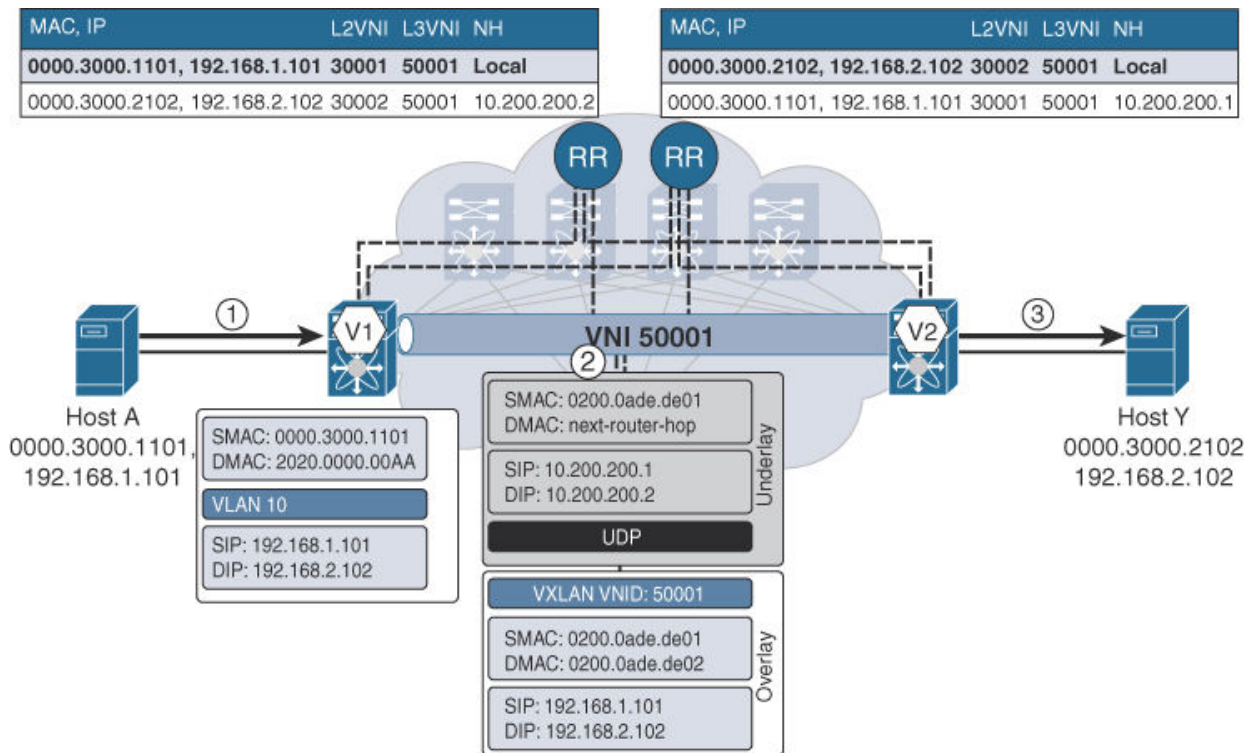 MAC, IP L2VNI L3VNI NH
0000.3000.1101, 192.168.1.101 30001 50001 Local
0000.3000.2102, 192.168.2.102 30002 50001 10.200.200.2
MAC, IP L2VNI L3VNI NH
0000.3000.2102, 192.168.2.102 30002 50001 Local
0000.3000.1101, 192.168.1.101 30001 50001 10.200.200.1
RR
RR
1
V1
VNI 50001
V2
3
2
Host A
0000.3000.1101,
192.168.1.101
SMAC: 0000.3000.1101
DMAC: 2020.0000.00AA
VLAN 10
SIP: 192.168.1.101
DIP: 192.168.2.102
SMAC: 0200.0ade.de01
DMAC: next-router-hop
SIP: 10.200.200.1
DIP: 10.200.200.2
UDP
Underlay
VXLAN VNID: 50001
SMAC: 0200.0ade.de01
DMAC: 0200.0ade.de02
SIP: 192.168.1.101
DIP: 192.168.2.102
Overlay
Host Y
0000.3000.2102
192.168.2.102